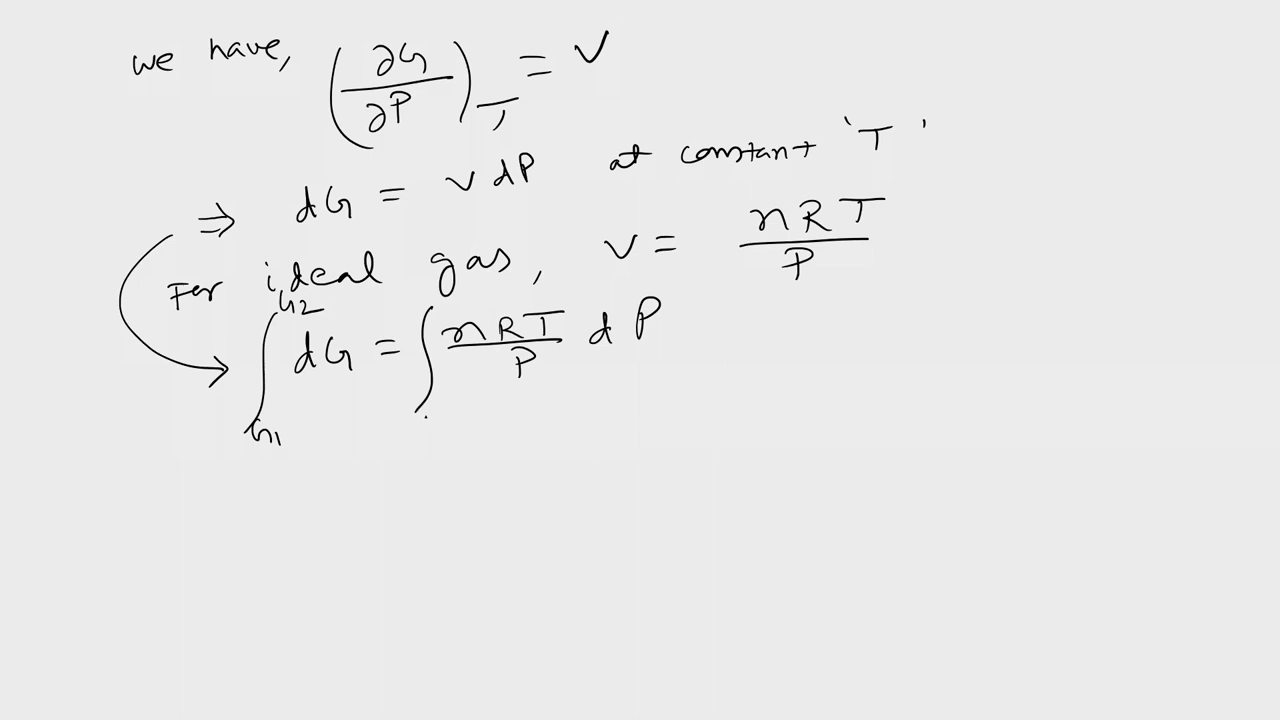 we have, (∂G/∂P)_T = V
⇒ dG = V dP at constant 'T'
For ideal gas, V = nRT/P
∫_{G1}^{G2} dG = ∫ nRT/P dP